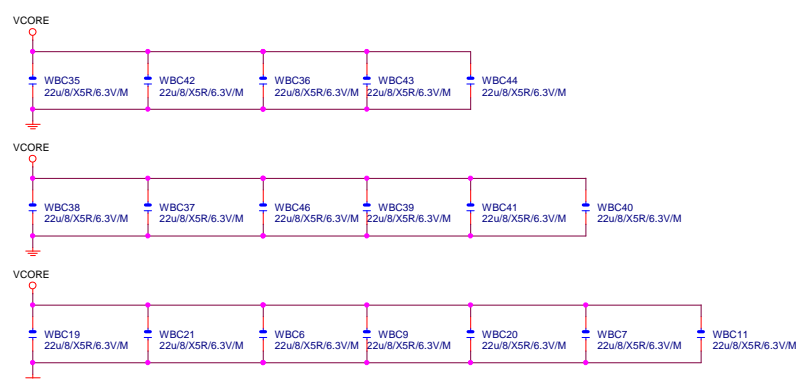 VCORE
WBC35 WBC42 WBC36 WBC43 WBC44
22u/8/X5R/6.3V/M 22u/8/X5R/6.3V/M 22u/8/X5R/6.3V/M 22u/8/X5R/6.3V/M 22u/8/X5R/6.3V/M
VCORE
WBC38 WBC37 WBC46 WBC39 WBC41 WBC40
22u/8/X5R/6.3V/M 22u/8/X5R/6.3V/M 22u/8/X5R/6.3V/M 22u/8/X5R/6.3V/M 22u/8/X5R/6.3V/M 22u/8/X5R/6.3V/M
VCORE
WBC19 WBC21 WBC6 WBC9 WBC20 WBC7 WBC11
22u/8/X5R/6.3V/M 22u/8/X5R/6.3V/M 22u/8/X5R/6.3V/M 22u/8/X5R/6.3V/M 22u/8/X5R/6.3V/M 22u/8/X5R/6.3V/M 22u/8/X5R/6.3V/M